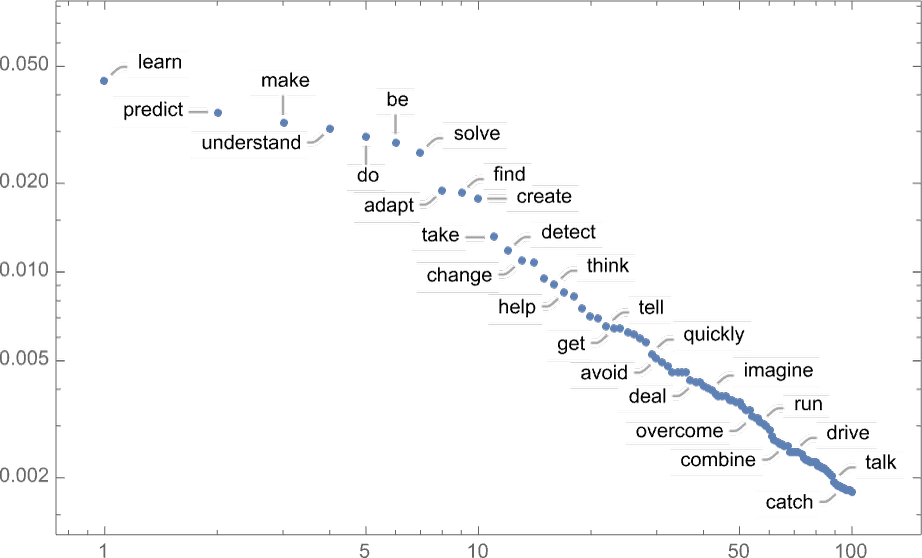 0.050
learn
make
predict
be
understand
solve
do
0.020
find
adapt
create
take
detect
0.010
change
think
help
tell
get
quickly
0.005
avoid
imagine
deal
run
overcome
drive
combine
talk
0.002
catch
1 5 10 50 100